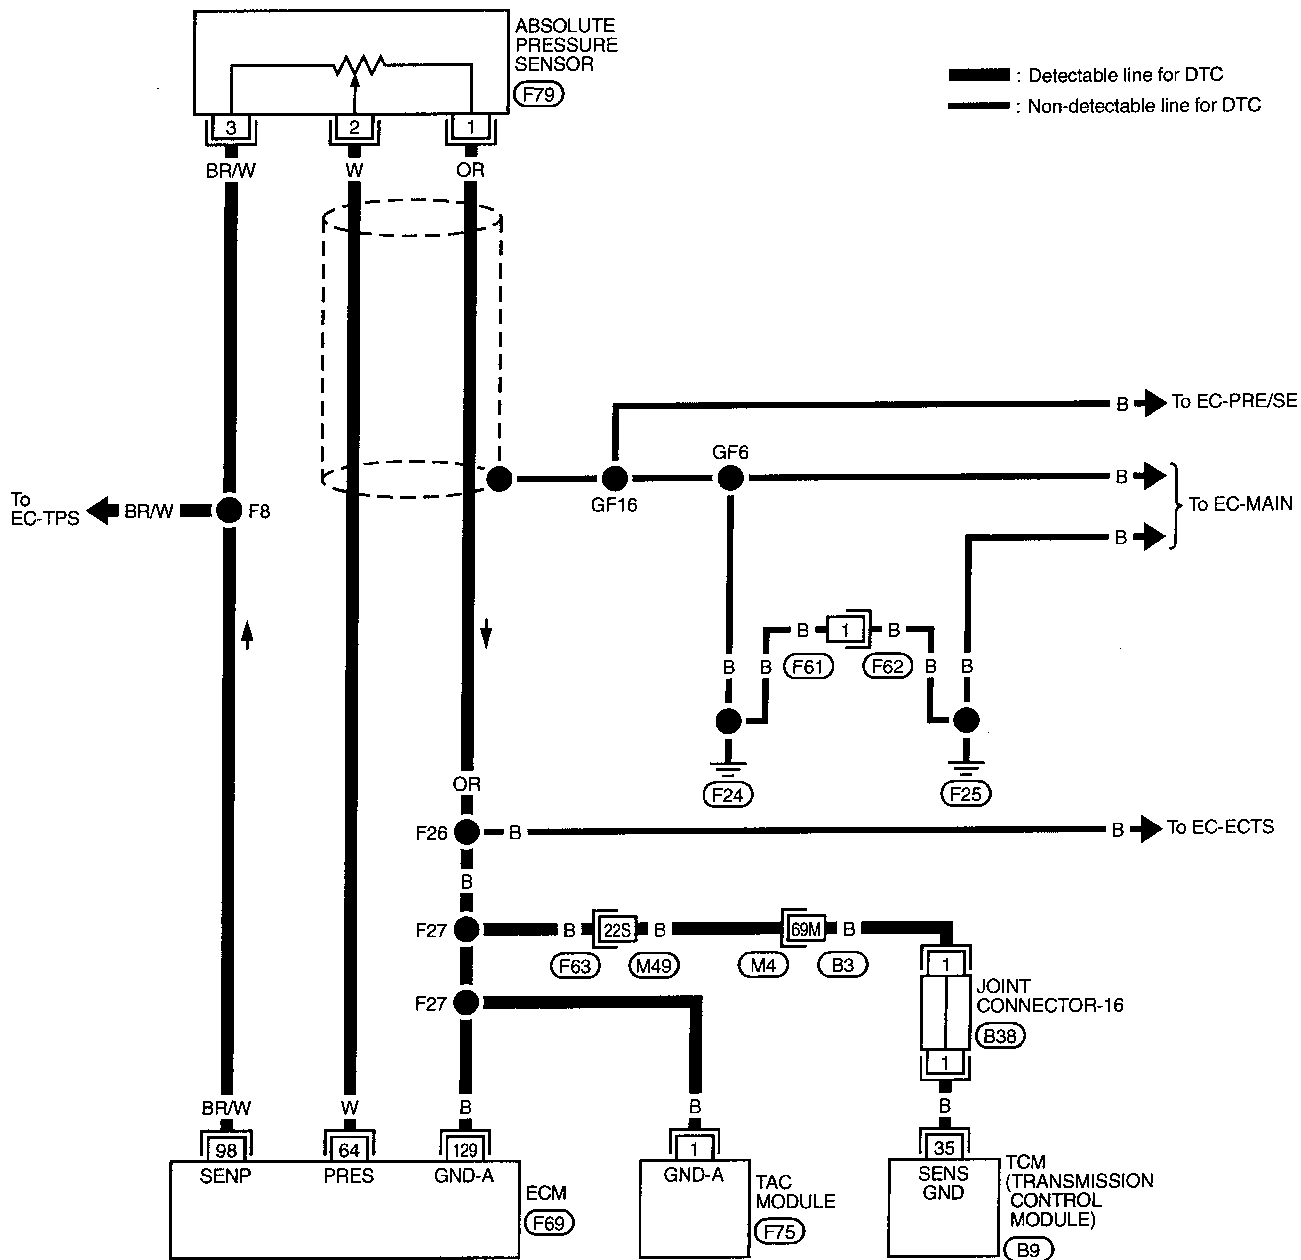 ABSOLUTE
PRESSURE
SENSOR
F79
: Detectable line for DTC
: Non-detectable line for DTC
3
2
1
BR/W
W
OR
B
To EC-PRE/SE
GF6
GF16
B
B
To EC-MAIN
To
EC-TPS
BR/W
F8
B
1
B
F61
F62
B
B
B
B
F24
F25
OR
F26
B
B
To EC-ECTS
B
F27
B
22S
B
69M
B
F63
M49
M4
B3
1
JOINT
CONNECTOR-16
B38
1
F27
BR/W
W
B
B
B
98
64
129
1
35
SENP
PRES
GND-A
ECM
F69
GND-A
TAC
MODULE
F75
SENS
GND
TCM
(TRANSMISSION
CONTROL
MODULE)
B9